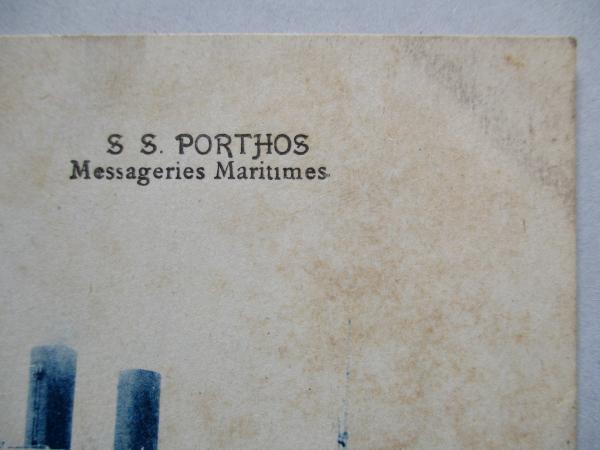 S S. PORTHOS
Messageries Maritimes.